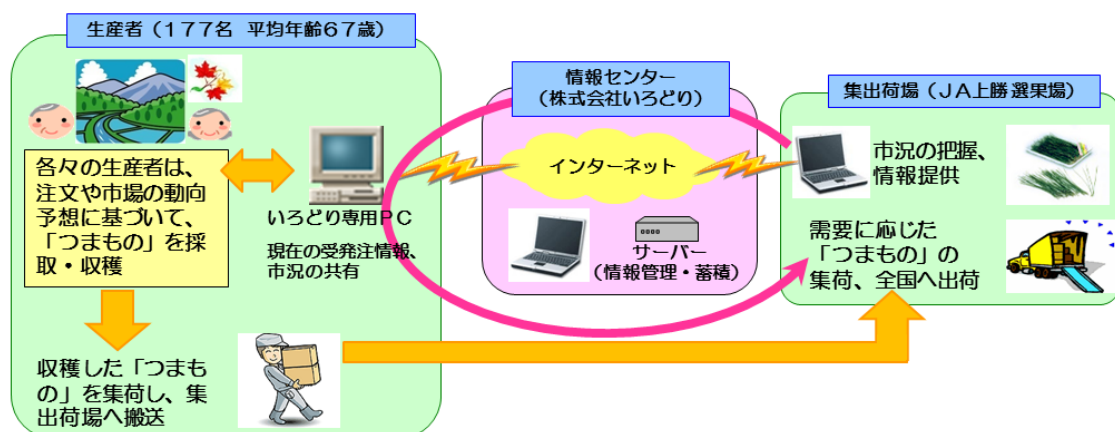 生産者（１７７名　平均年齢６７歳）
各々の生産者は、
注文や市場の動向
予想に基づいて、
「つまもの」を採
取・収穫
いろどり専用ＰＣ
現在の受発注情報、
市況の共有
収穫した「つまも
の」を集荷し、集
出荷場へ搬送
情報センター
（株式会社いろどり）
インターネット
サーバー
（情報管理・蓄積）
集出荷場（ＪＡ上勝選果場）
市況の把握、
情報提供
需要に応じた
「つまもの」の
集荷、全国へ出荷